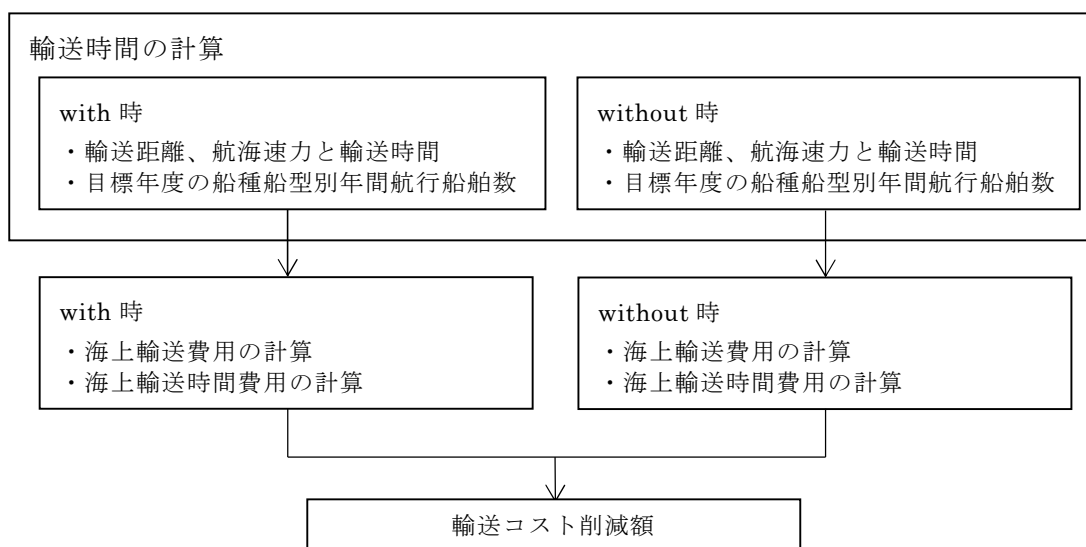 輸送時間の計算
with 時
・輸送距離、航海速力と輸送時間
・目標年度の船種船型別年間航行船舶数
without 時
・輸送距離、航海速力と輸送時間
・目標年度の船種船型別年間航行船舶数
with 時
・海上輸送費用の計算
・海上輸送時間費用の計算
without 時
・海上輸送費用の計算
・海上輸送時間費用の計算
輸送コスト削減額